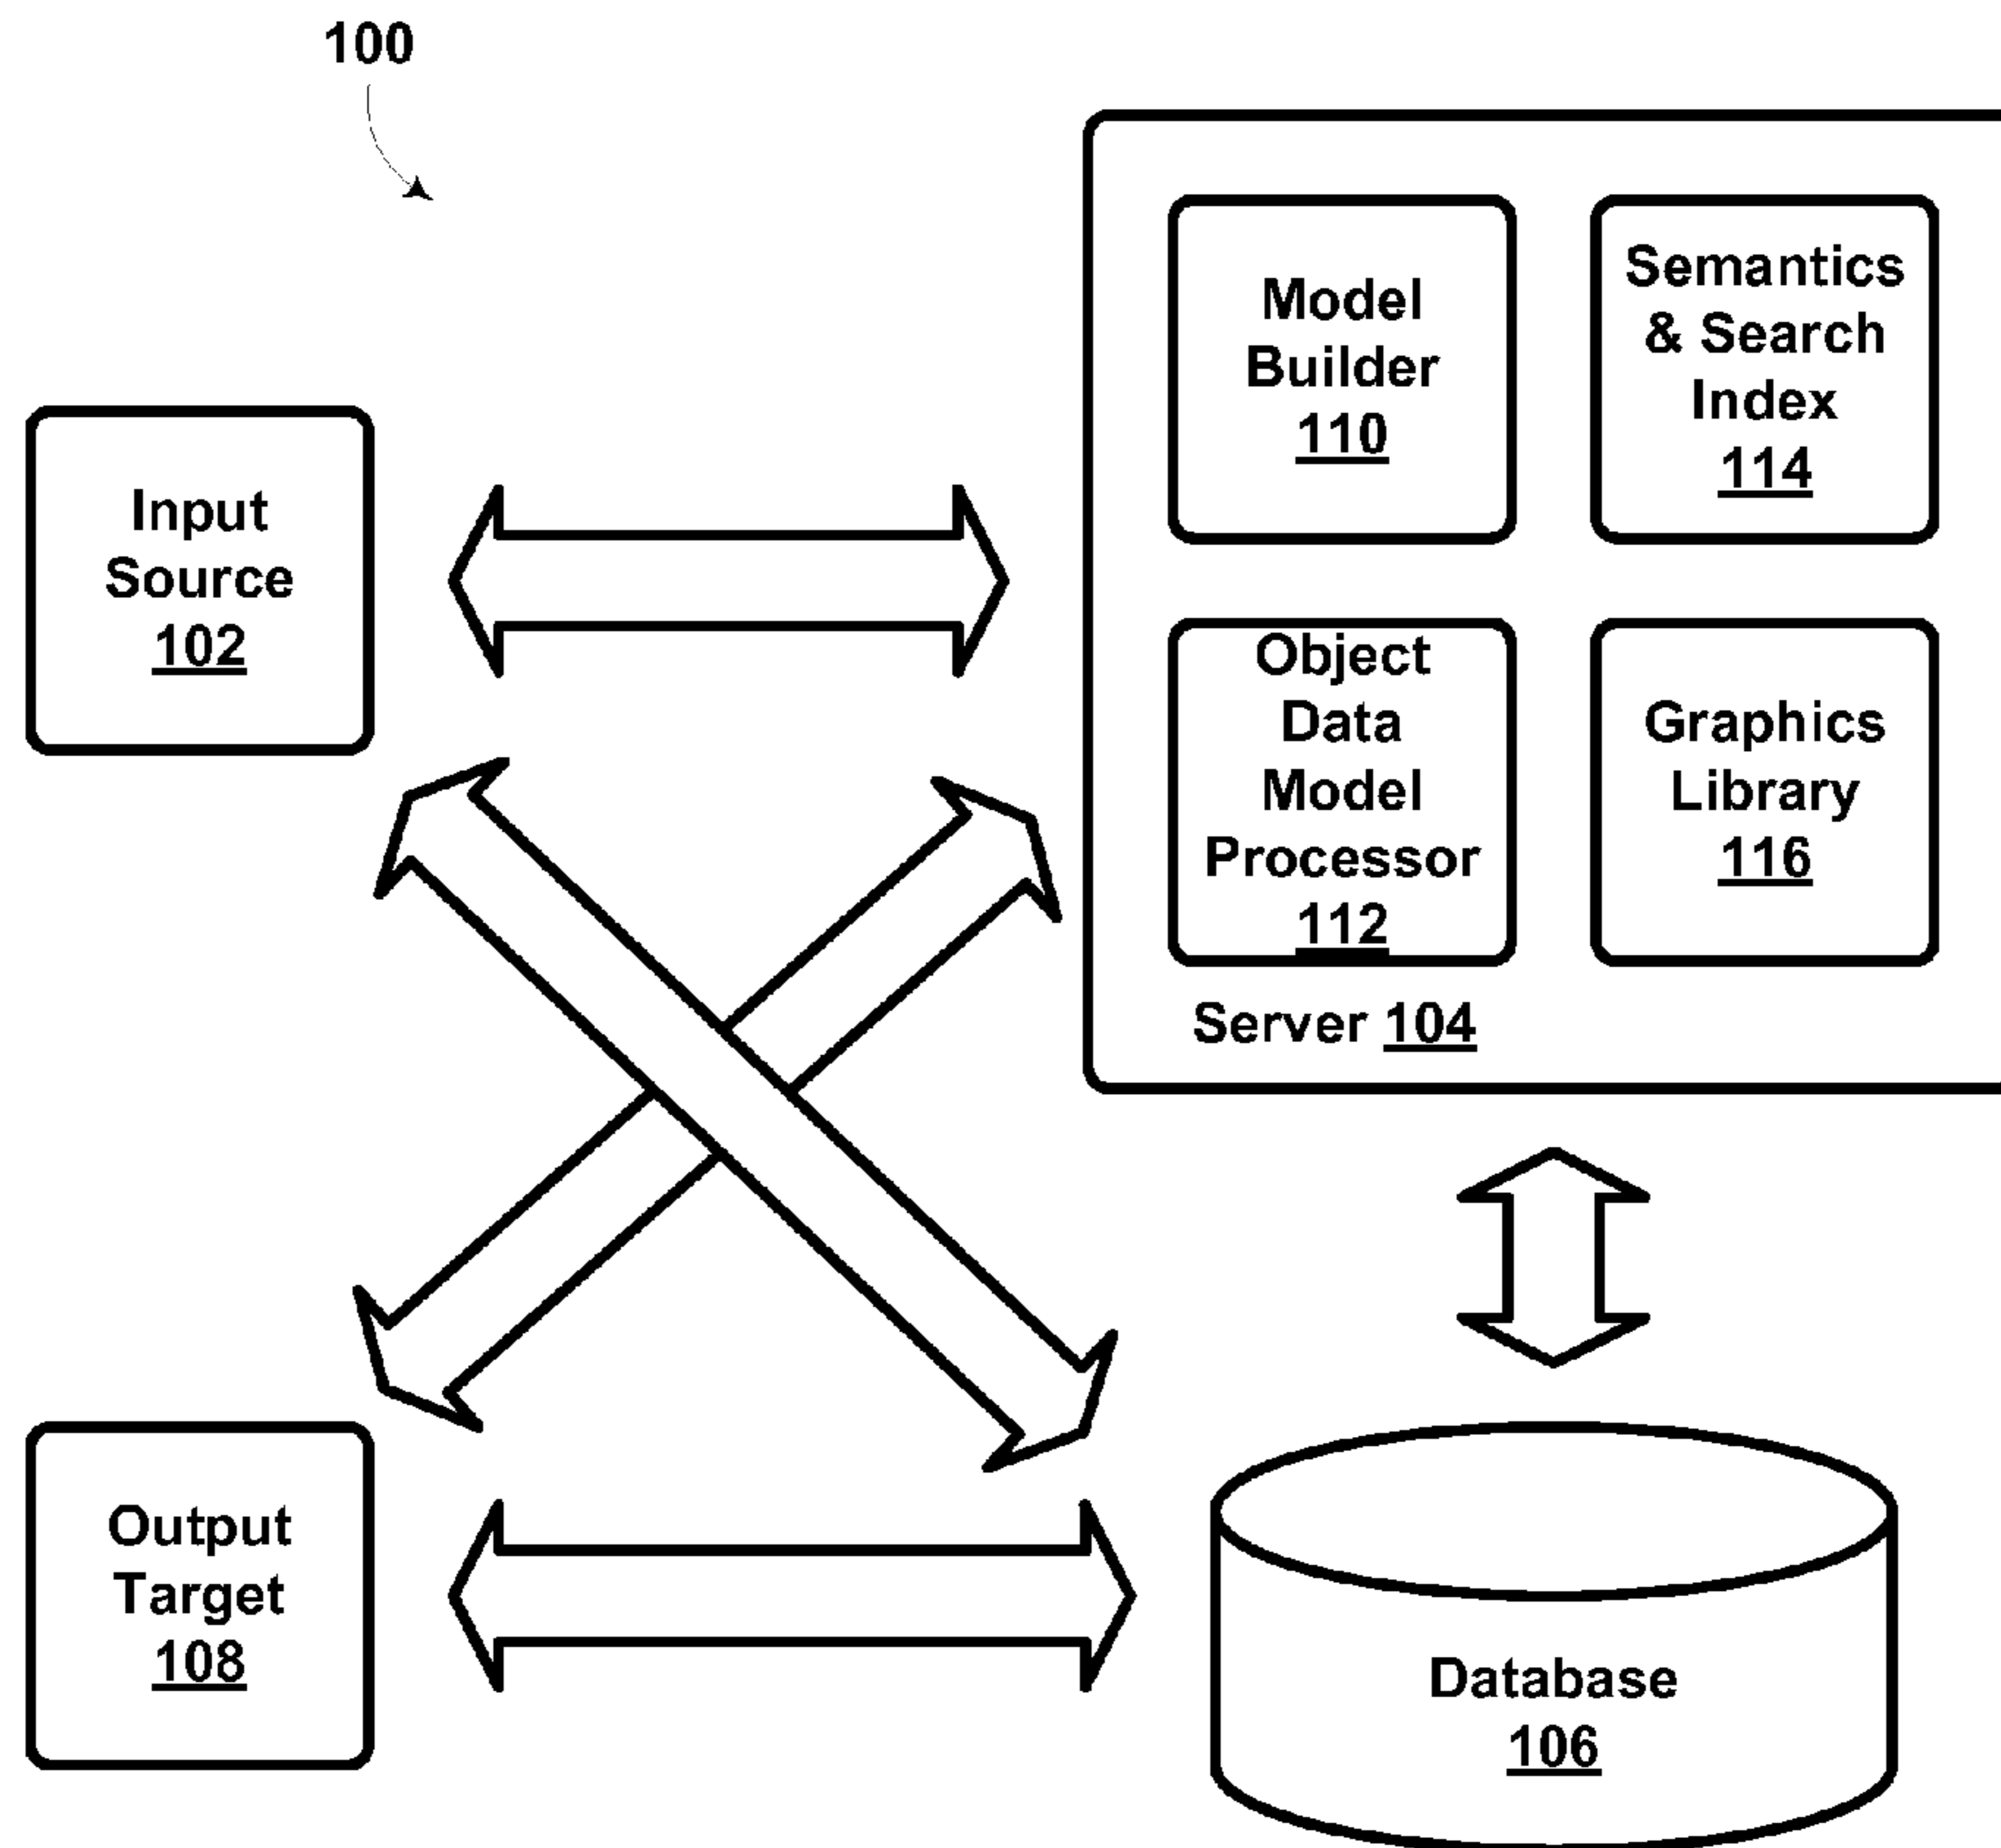 100
Model
Builder
110
Semantics
& Search
Index
114
Input
Source
102
Object
Data
Model
Processor
112
Graphics
Library
116
Server 104
Output
Target
108
Database
106